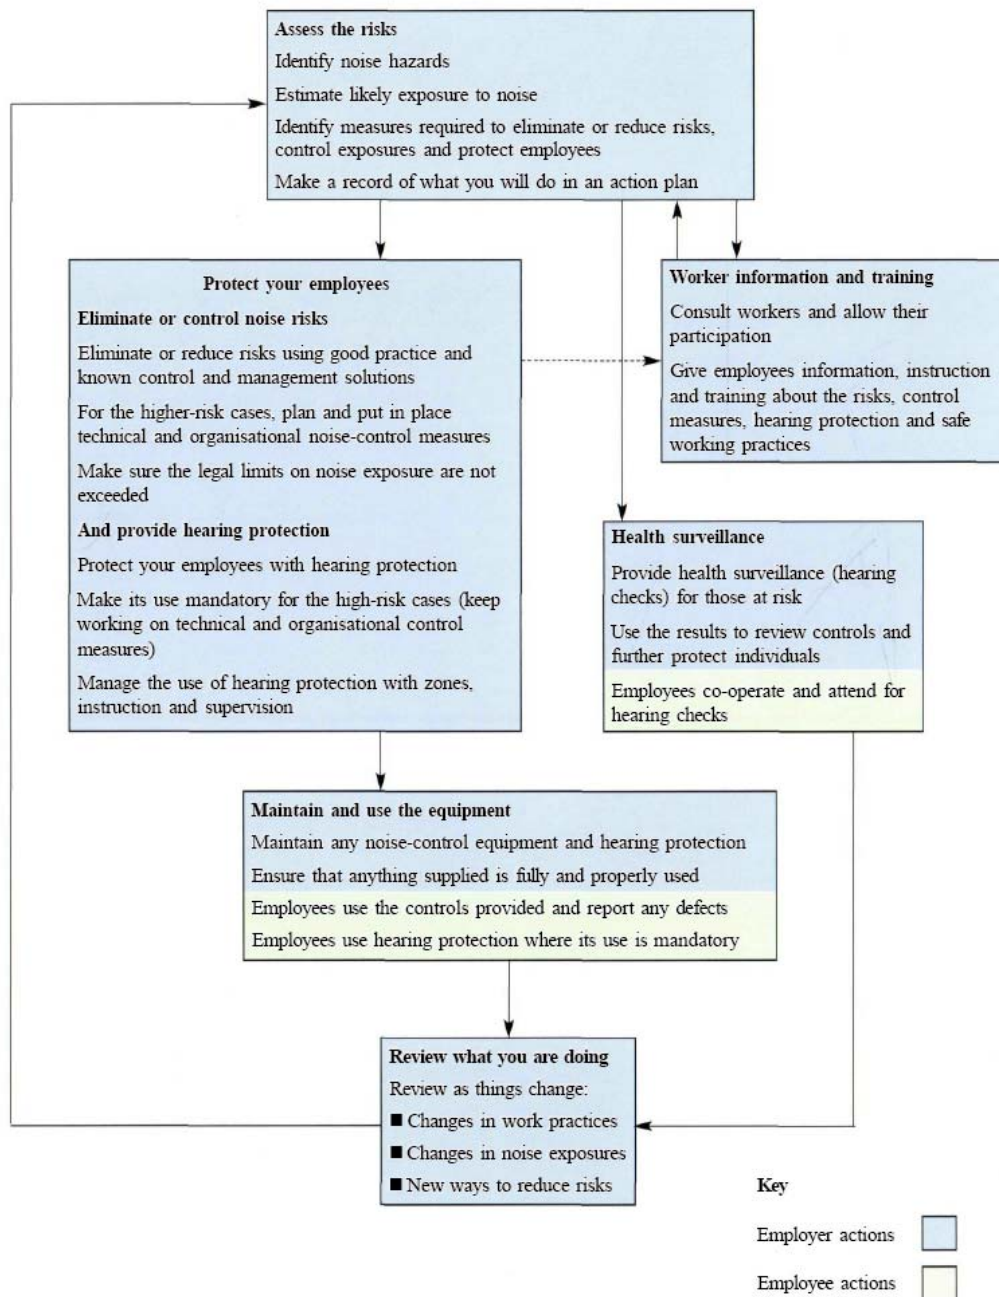 Assess the risks
Identify noise hazards
Estimate likely exposure to noise
Identify measures required to eliminate or reduce risks,
control exposures and protect employees
Make a record of what you will do in an action plan
Protect your employees
Eliminate or control noise risks
Eliminate or reduce risks using good practice and
known control and management solutions
For the higher-risk cases, plan and put in place
technical and organisational noise-control measures
Make sure the legal limits on noise exposure are not
exceeded
And provide hearing protection
Protect your employees with hearing protection
Make its use mandatory for the high-risk cases (keep
working on technical and organisational control
measures)
Manage the use of hearing protection with zones,
instruction and supervision
Worker information and training
Consult workers and allow their
participation
Give employees information, instruction
and training about the risks, control
measures, hearing protection and safe
working practices
Health surveillance
Provide health surveillance (hearing
checks) for those at risk
Use the results to review controls and
further protect individuals
Employees co-operate and attend for
hearing checks
Maintain and use the equipment
Maintain any noise-control equipment and hearing protection
Ensure that anything supplied is fully and properly used
Employees use the controls provided and report any defects
Employees use hearing protection where its use is mandatory
Review what you are doing
Review as things change:
■ Changes in work practices
■ Changes in noise exposures
■ New ways to reduce risks
Key
Employer actions
Employee actions